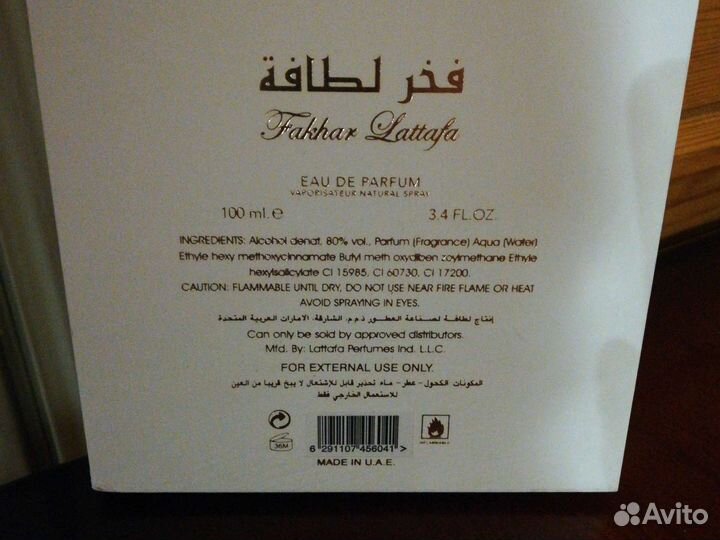 فخر لطافة
Fakhar Lattafa
EAU DE PARFUM
VAPORISATEUR NATURAL SPRAY
100 ml. e 3.4 FL.OZ.
INGREDIENTS: Alcohol denat. 80% vol., Parfum (Fragrance) Aqua (Water)
Ethyle hexy methoxycinnamate Butyl meth oxydiben zoylmethane Ethyle
hexylsalicylate CI 15985, CI 60730, CI 17200.
CAUTION: FLAMMABLE UNTIL DRY, DO NOT USE NEAR FIRE FLAME OR HEAT
AVOID SPRAYING IN EYES.
إنتاج لطافة لصناعة العطور ذ.م.م. الشارقة، الامارات العربية المتحدة
Can only be sold by approved distributors.
Mfd. By: Lattafa Perfumes Ind. L.L.C.
FOR EXTERNAL USE ONLY.
المكونات الكحول - عطر - ماء تحذير قابل للإشتعال لا يبخ قريبا من العين
للاستعمال الخارجي فقط
36M
6 291107 456041 >
MADE IN U.A.E.
Avito